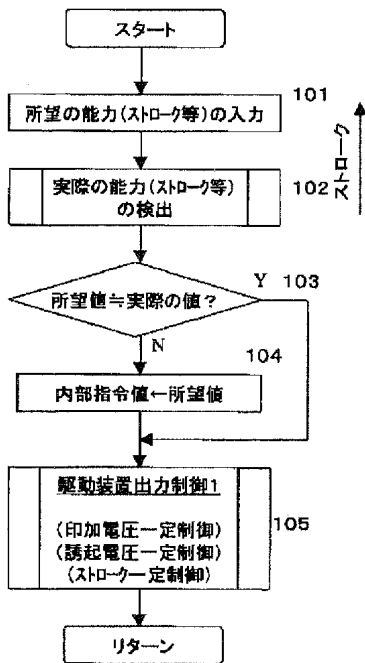 スタート
101
所望の能力(ストローク等)の入力
ストローク
102
実際の能力(ストローク等)
の検出
Y 103
所望値≒実際の値?
N
104
内部指令値←所望値
駆動装置出力制御1
(印加電圧一定制御)
(誘起電圧一定制御)
(ストローク一定制御)
105
リターン